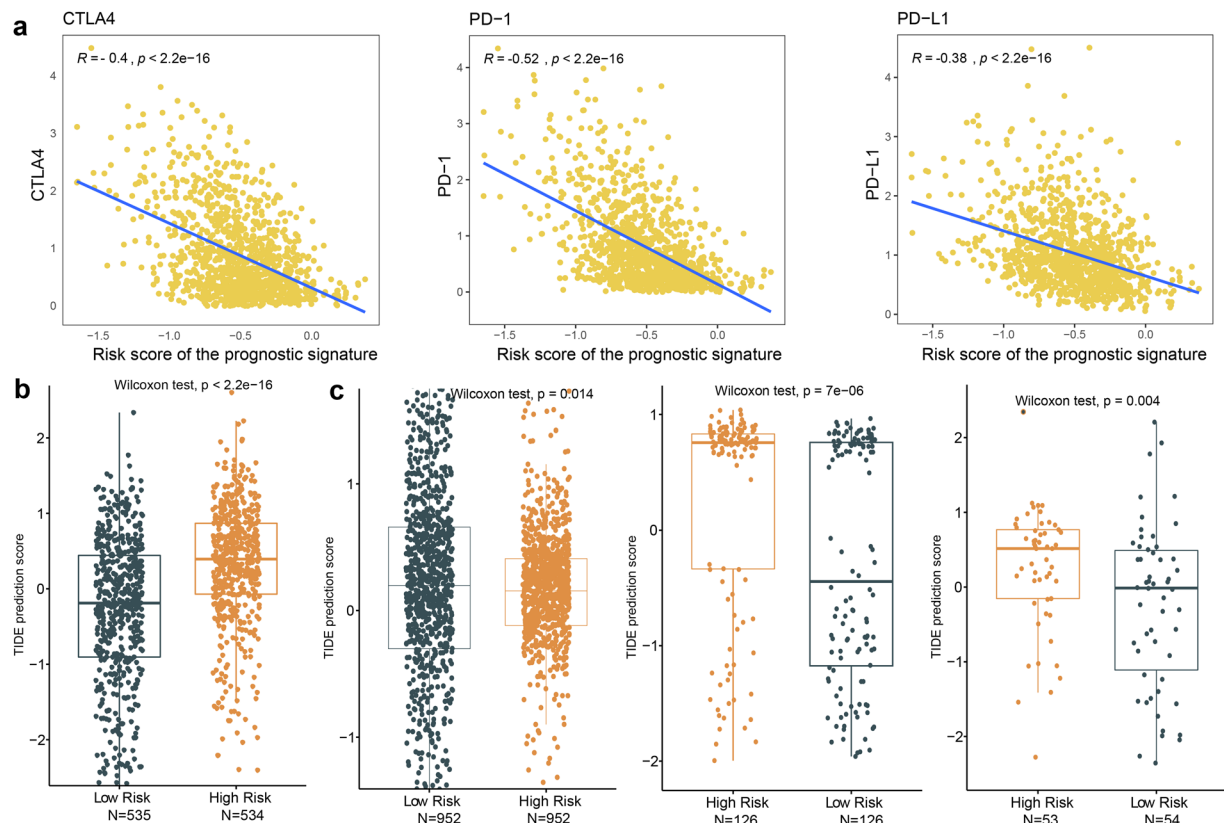 a
CTLA4
R = - 0.4 , p < 2.2e−16
CTLA4
4
3
2
1
0
−1.5 −1.0 −0.5 0.0
Risk score of the prognostic signature
PD-1
R = −0.52 , p < 2.2e−16
PD-1
4
3
2
1
0
−1.5 −1.0 −0.5 0.0
Risk score of the prognostic signature
PD-L1
R = -0.38 , p < 2.2e−16
PD−L1
4
3
2
1
0
−1.5 −1.0 −0.5 0.0
Risk score of the prognostic signature
b
Wilcoxon test, p < 2.2e−16
TIDE prediction score
2
1
0
−1
−2
Low Risk High Risk
N=535 N=534
c
Wilcoxon test, p = 0.014
TIDE prediction score
1
0
−1
Low Risk High Risk
N=952 N=952
Wilcoxon test, p = 7e−06
TIDE prediction score
1
0
−1
−2
High Risk Low Risk
N=126 N=126
Wilcoxon test, p = 0.004
TIDE prediction score
2
1
0
−1
−2
High Risk Low Risk
N=53 N=54